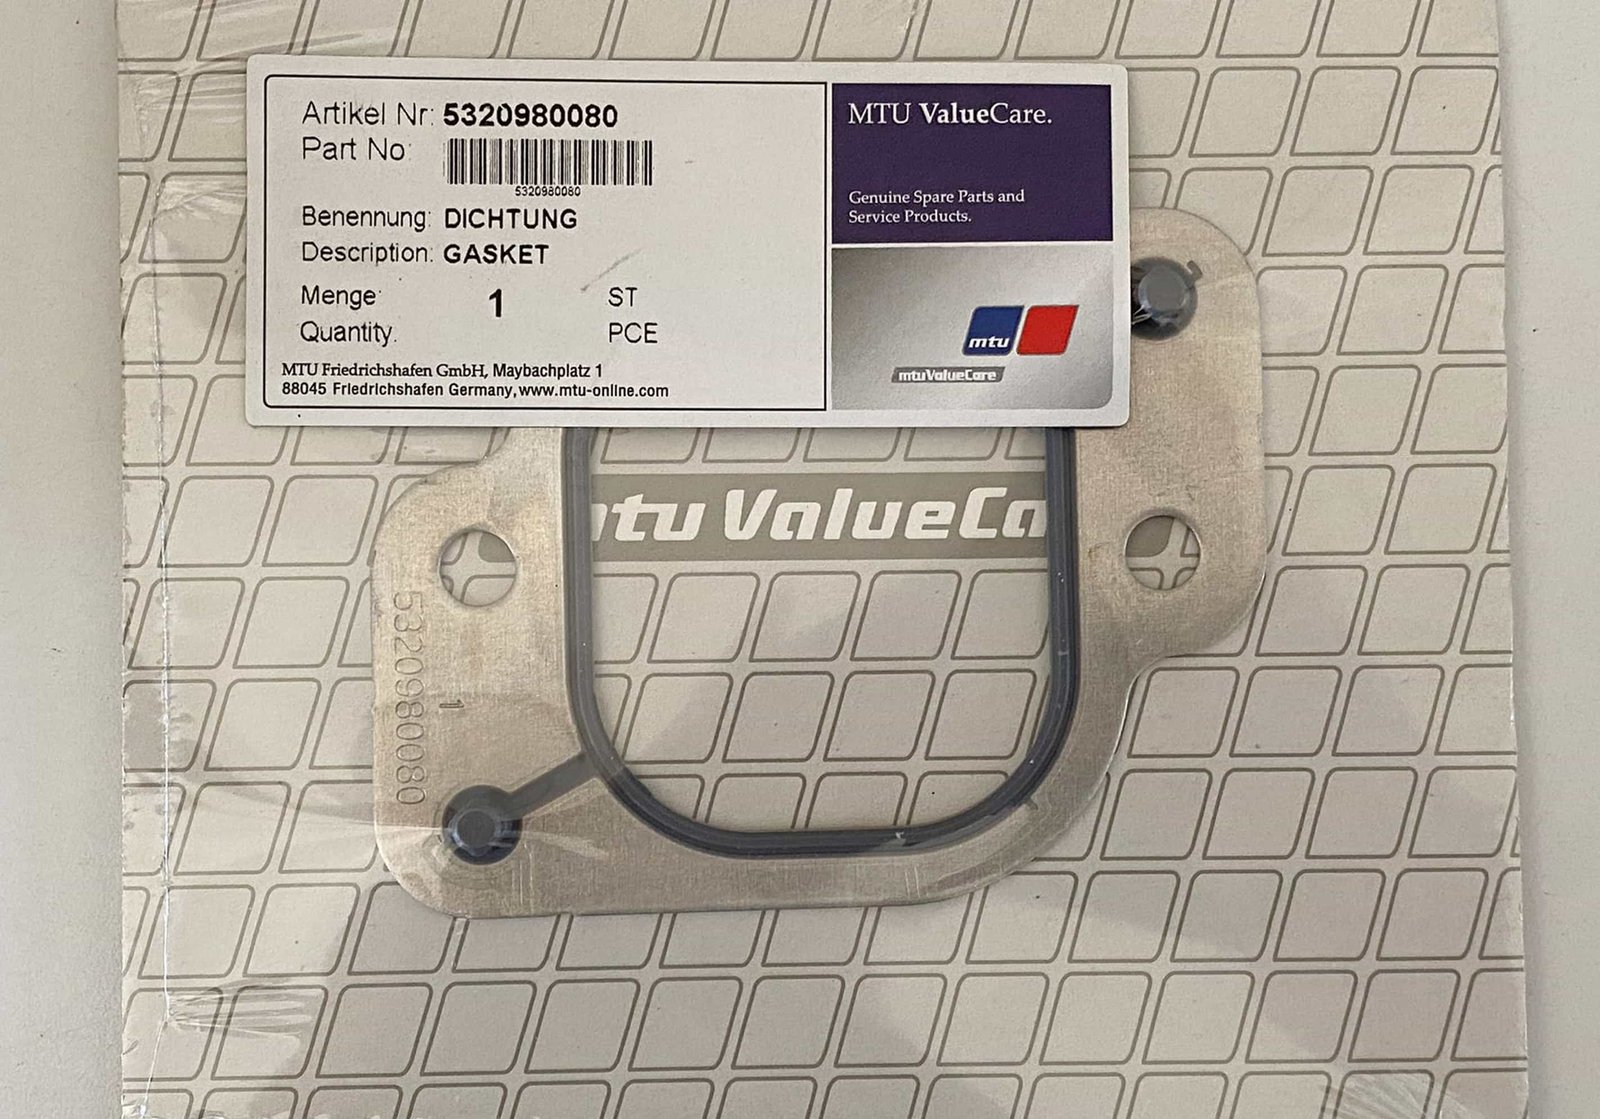 Artikel Nr: 5320980080
Part No:
5320980080
Benennung: DICHTUNG
Description: GASKET
Menge: 1 ST
Quantity: PCE
MTU Friedrichshafen GmbH, Maybachplatz 1
88045 Friedrichshafen Germany, www.mtu-online.com
MTU ValueCare.
Genuine Spare Parts and
Service Products.
mtu
mtuValueCare
mtu ValueCa
5320980080
1